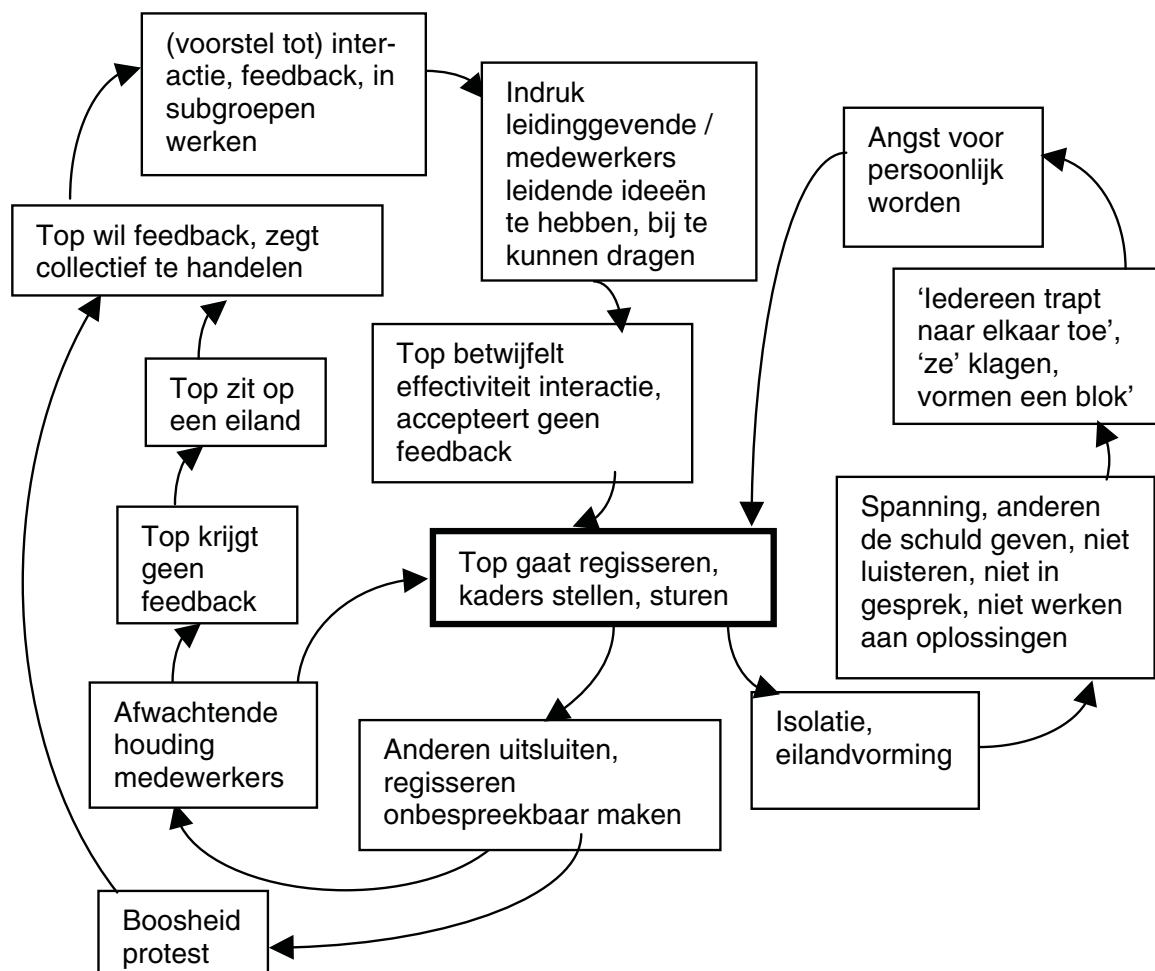 (voorstel tot) inter-
actie, feedback, in
subgroepen
werken
Indruk
leidinggevende /
medewerkers
leidende ideeën
te hebben, bij te
kunnen dragen
Angst voor
persoonlijk
worden
Top wil feedback, zegt
collectief te handelen
‘Iedereen trapt
naar elkaar toe’,
‘ze’ klagen,
vormen een blok’
Top betwijfelt
effectiviteit interactie,
accepteert geen
feedback
Top zit op
een eiland
Spanning, anderen
de schuld geven, niet
luisteren, niet in
gesprek, niet werken
aan oplossingen
Top krijgt
geen
feedback
Top gaat regisseren,
kaders stellen, sturen
Afwachtende
houding
medewerkers
Anderen uitsluiten,
regisseren
onbespreekbaar maken
Isolatie,
eilandvorming
Boosheid
protest